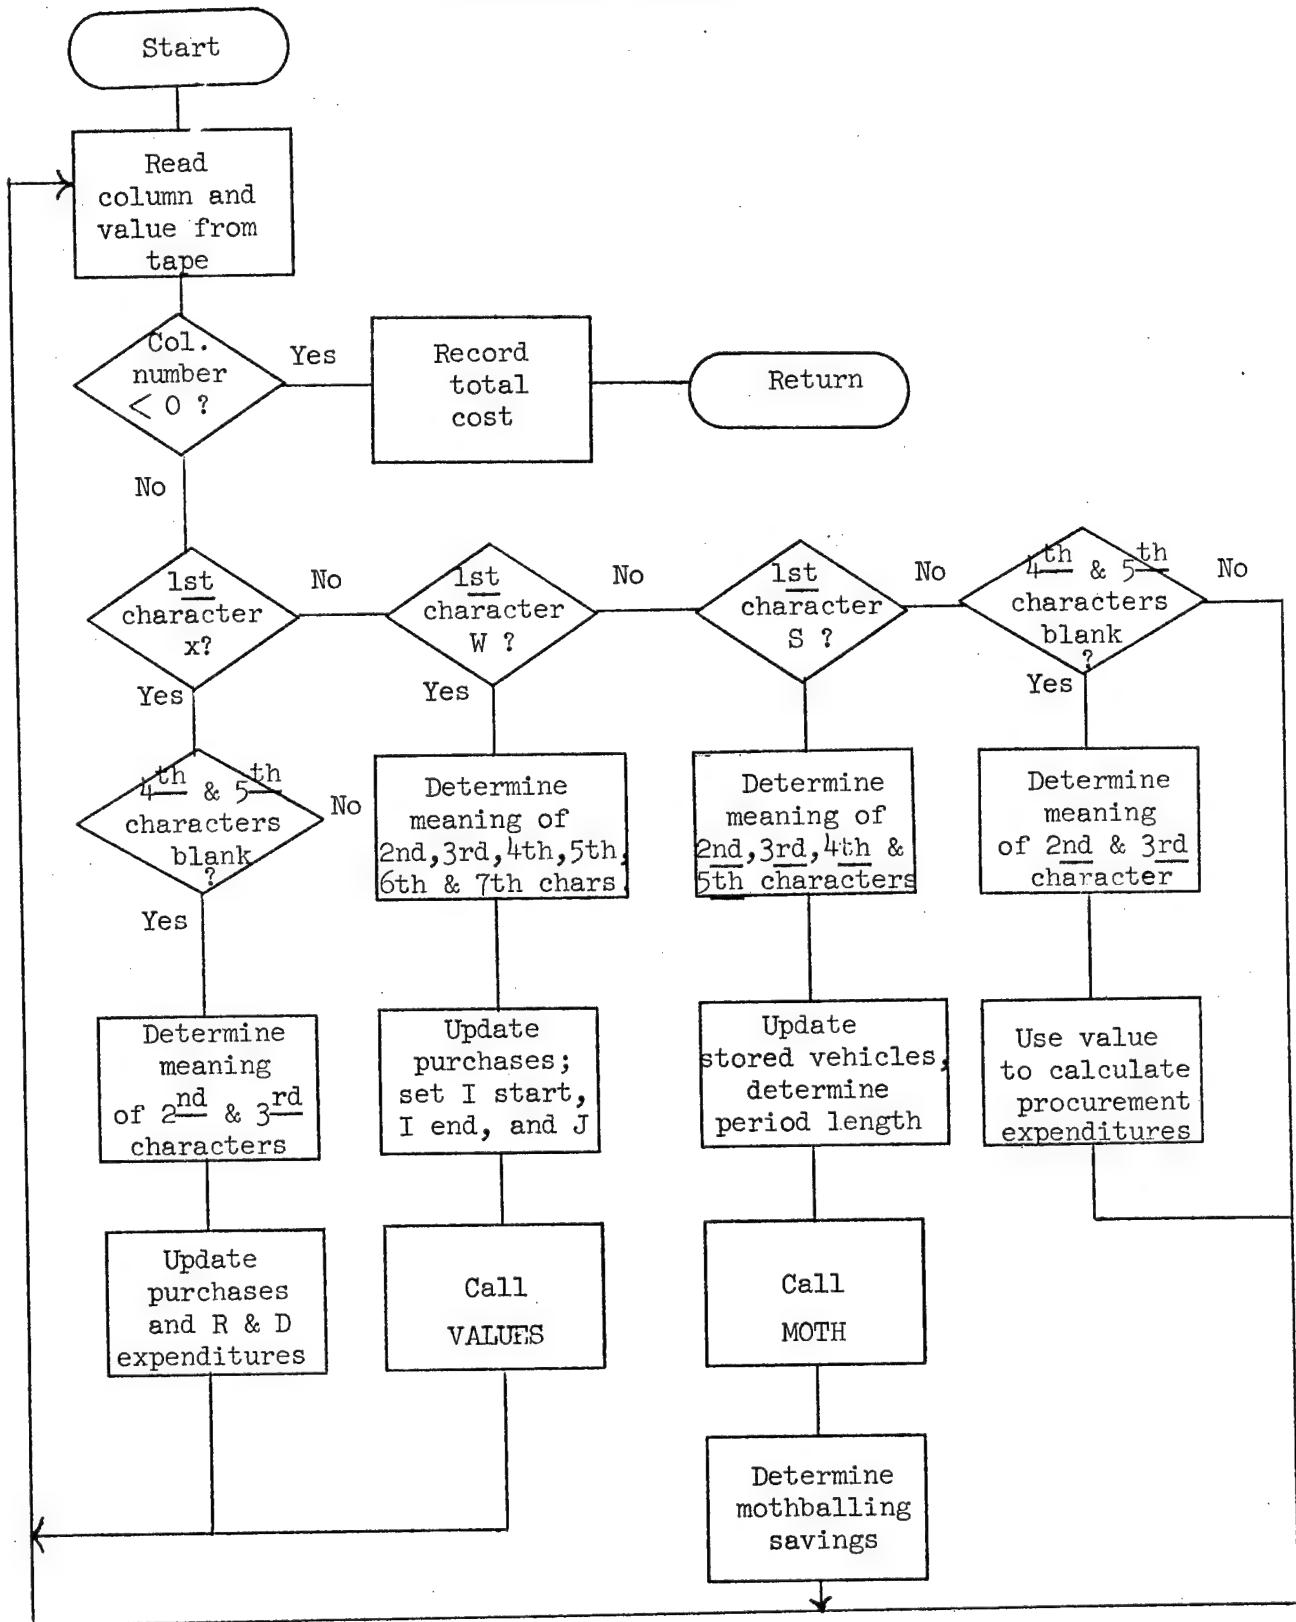 Start
Read
column and
value from
tape
Col.
number
< 0 ?
Yes
Record
total
cost
Return
No
1st
character
x?
No
1st
character
W ?
No
1st
character
S ?
No
4th & 5th
characters
blank
?
No
Yes
4th & 5th
characters
blank
?
No
Yes
Determine
meaning
of 2nd & 3rd
characters
Update
purchases
and R & D
expenditures
Yes
Determine
meaning of
2nd,3rd,4th,5th,
6th & 7th chars.
Update
purchases;
set I start,
I end, and J
Call
VALUES
Determine
meaning of
2nd,3rd,4th &
5th characters
Update
stored vehicles,
determine
period length
Call
MOTH
Determine
mothballing
savings
Yes
Determine
meaning
of 2nd & 3rd
character
Use value
to calculate
procurement
expenditures